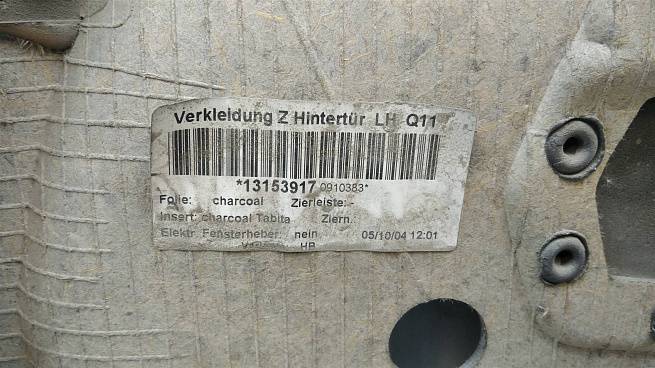 Verkleidung Z Hintertür LH Q11
*13153917 0910383*
Folie: charcoal Zierleiste:-
Insert: charcoal Tabita Ziern.:
Elektr. Fensterheber: nein 05/10/04 12:01
HB